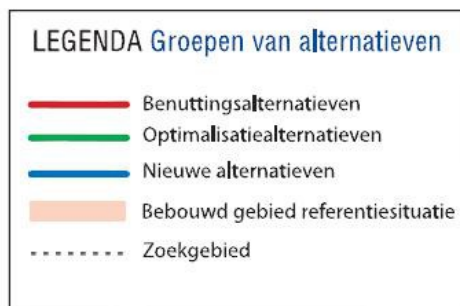 LEGENDA Groepen van alternatieven
Benuttingsalternatieven
Optimalisatiealternatieven
Nieuwe alternatieven
Bebouwd gebied referentiesituatie
Zoekgebied